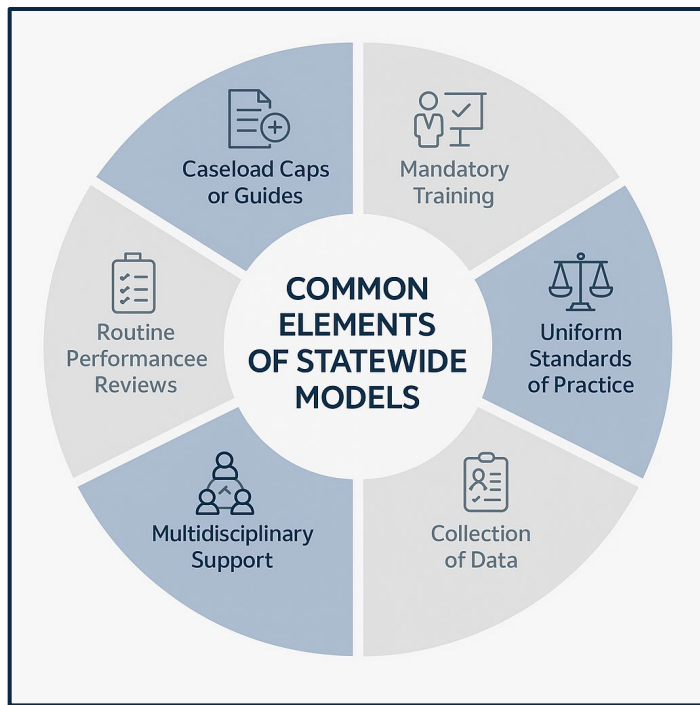 COMMON
ELEMENTS
OF STATEWIDE
MODELS
Caseload Caps
or Guides
Mandatory
Training
Uniform
Standards
of Practice
Collection
of Data
Multidisciplinary
Support
Routine
Performancee
Reviews